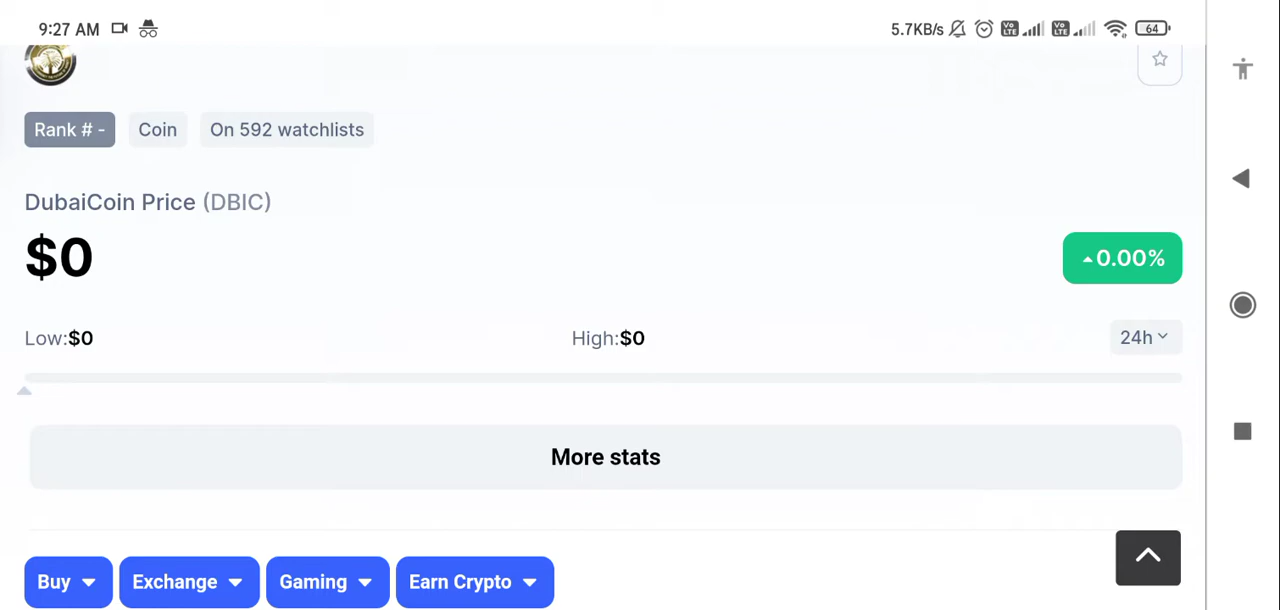 9:27 AM 5.7KB/s 64
Rank # - Coin On 592 watchlists
DubaiCoin Price (DBIC)
$0 0.00%
Low:$0 High:$0 24h
More stats
Buy Exchange Gaming Earn Crypto